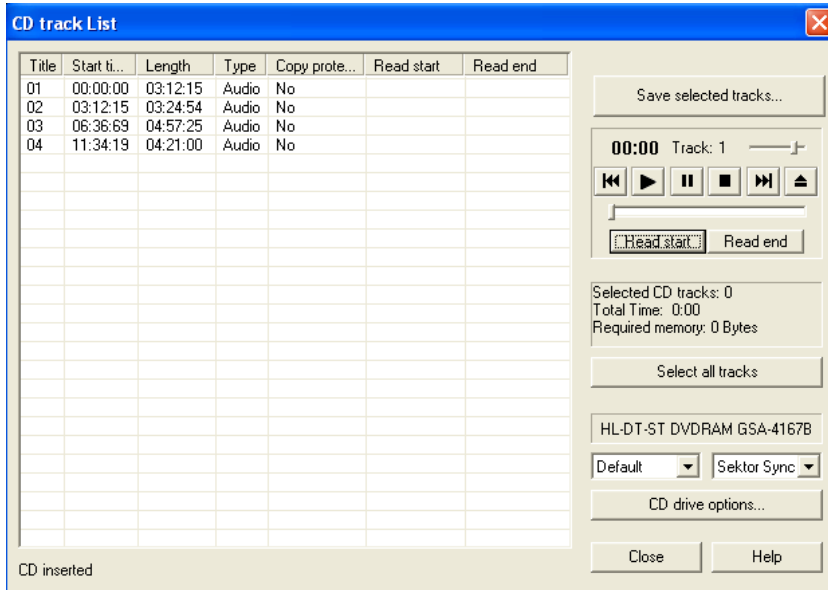 CD track List
Title Start ti... Length Type Copy prote... Read start Read end
01 00:00:00 03:12:15 Audio No
02 03:12:15 03:24:54 Audio No
03 06:36:69 04:57:25 Audio No
04 11:34:19 04:21:00 Audio No
CD inserted
Save selected tracks...
00:00 Track: 1
Read start Read end
Selected CD tracks: 0
Total Time: 0:00
Required memory: 0 Bytes
Select all tracks
HL-DT-ST DVDRAM GSA-4167B
Default Sektor Sync
CD drive options...
Close Help